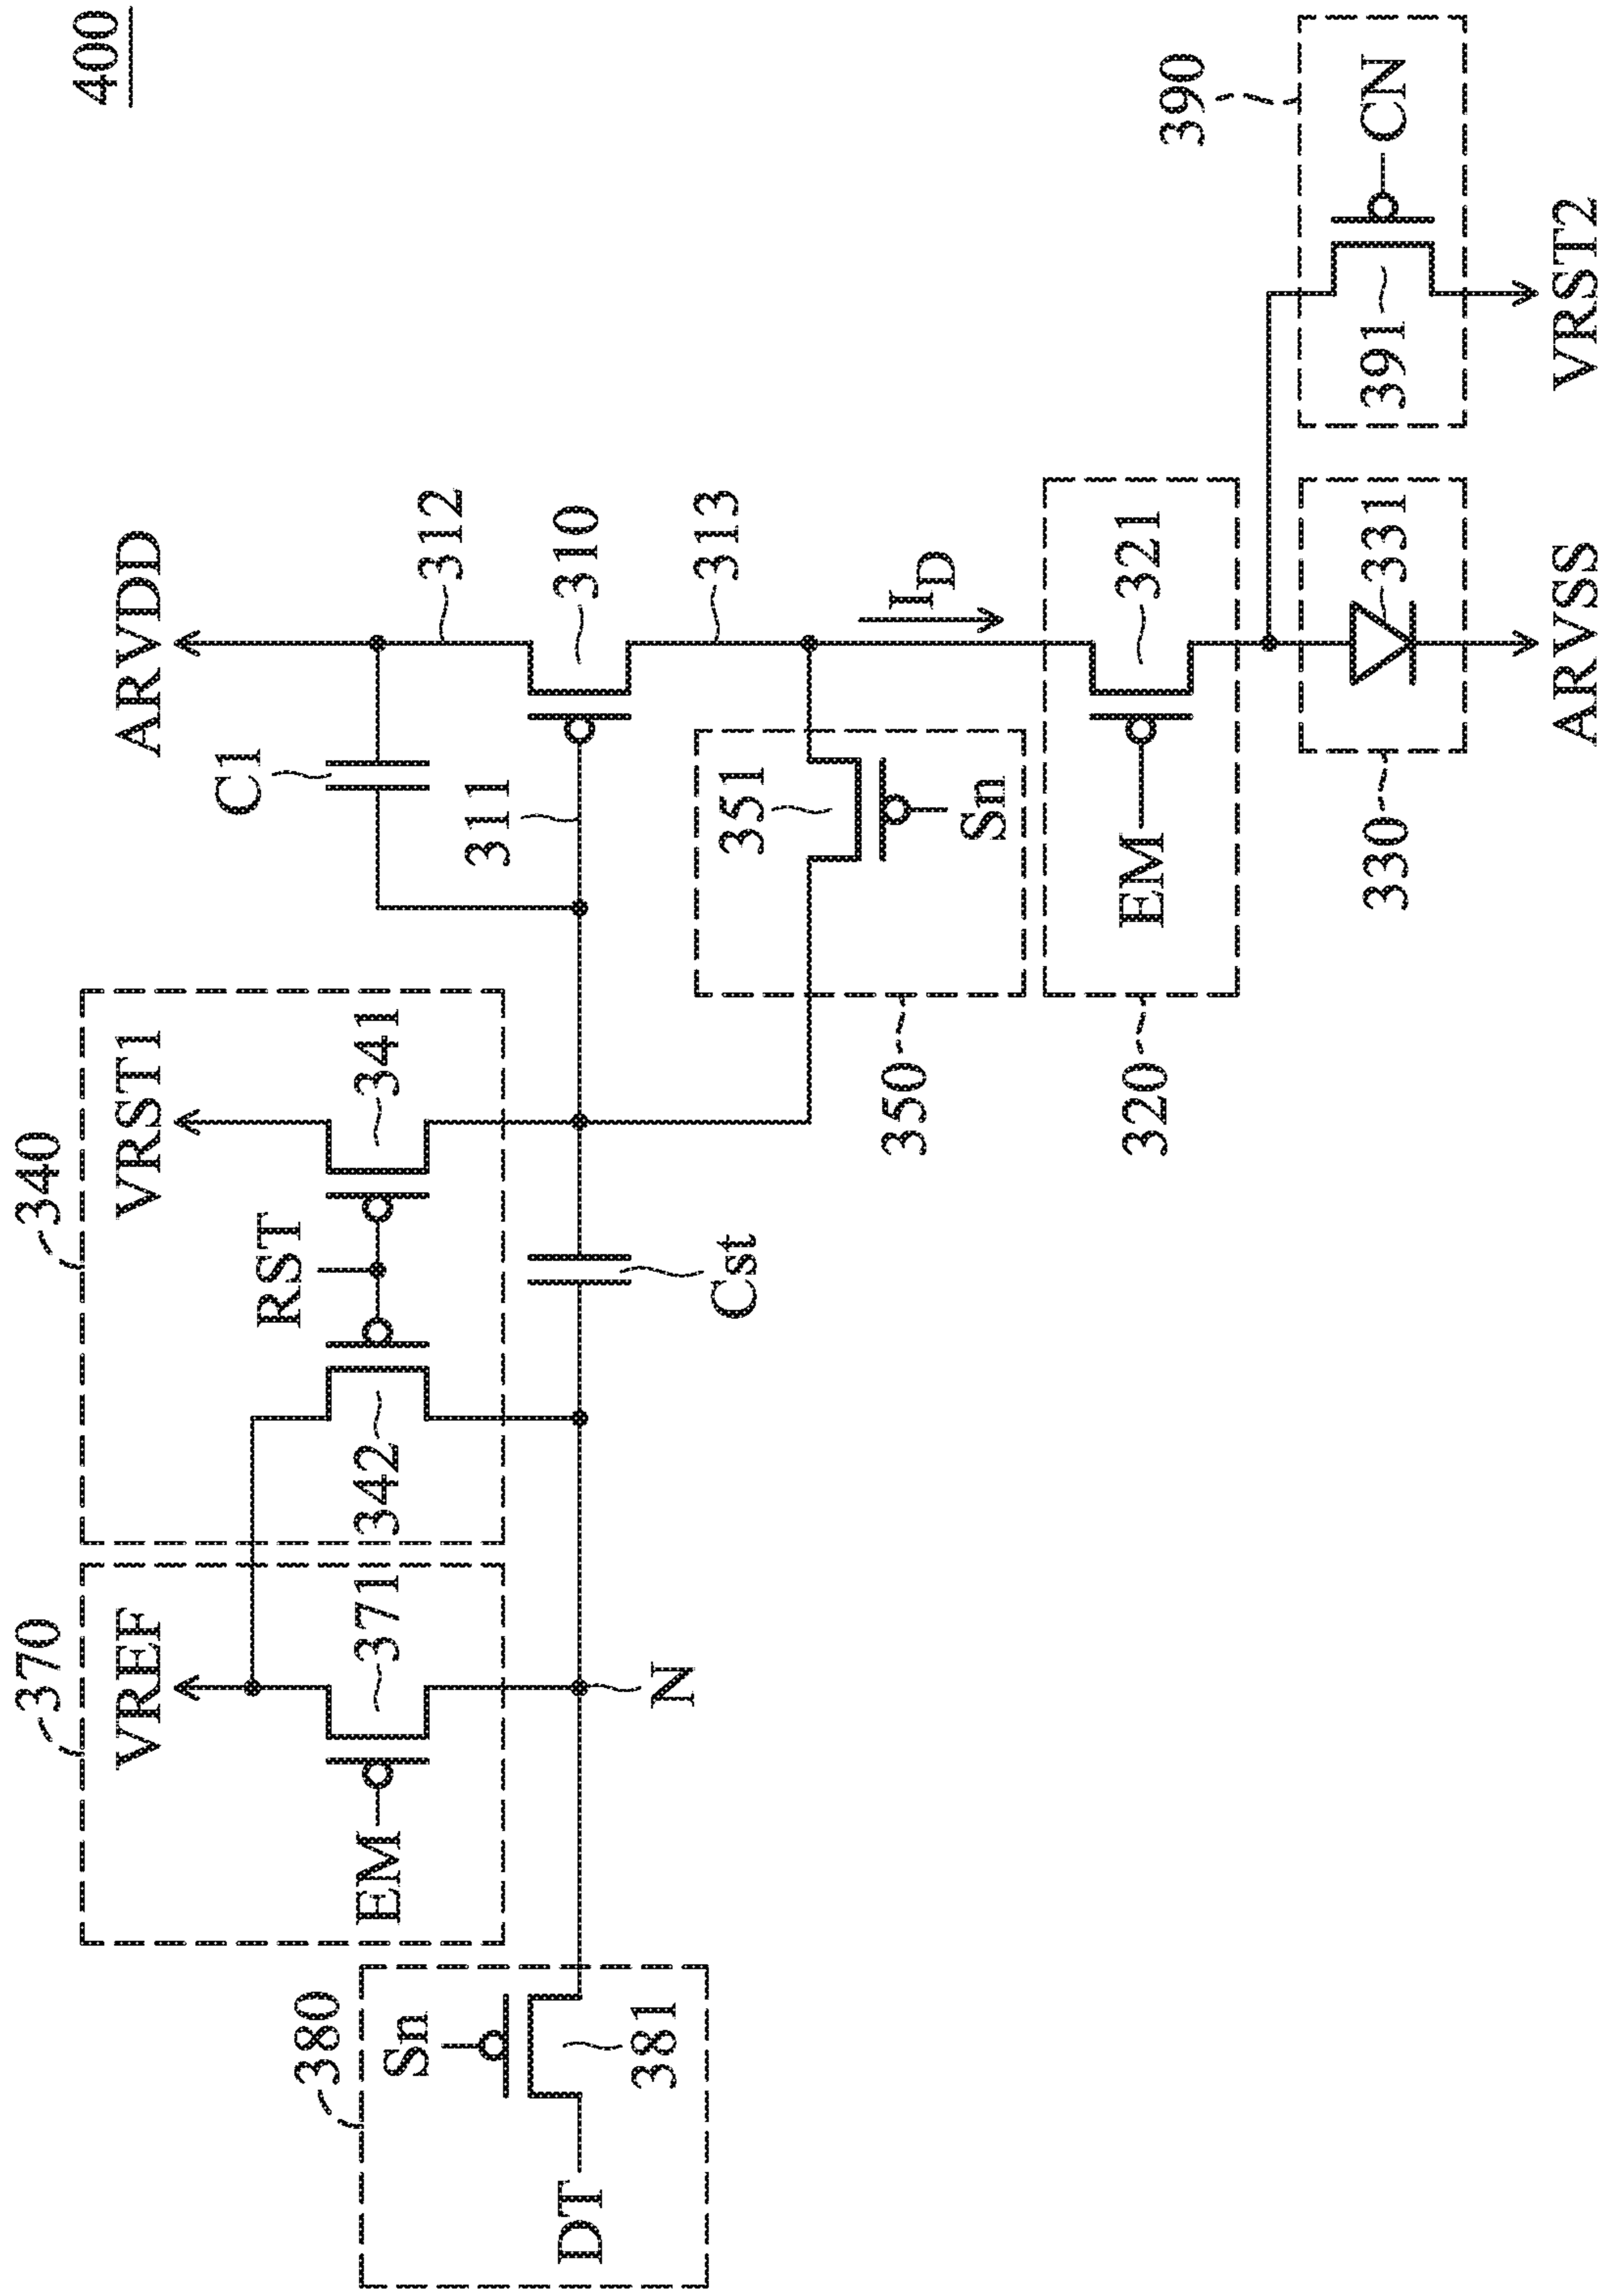 400
370
340
VREF
VRST1
ARVDD
C1
RST
380
Sn
EM
371
342
341
311
312
310
DT
381
N
Cst
351
313
350
Sn
I_D
320
EM
321
390
330
331
391
CN
ARVSS
VRST2